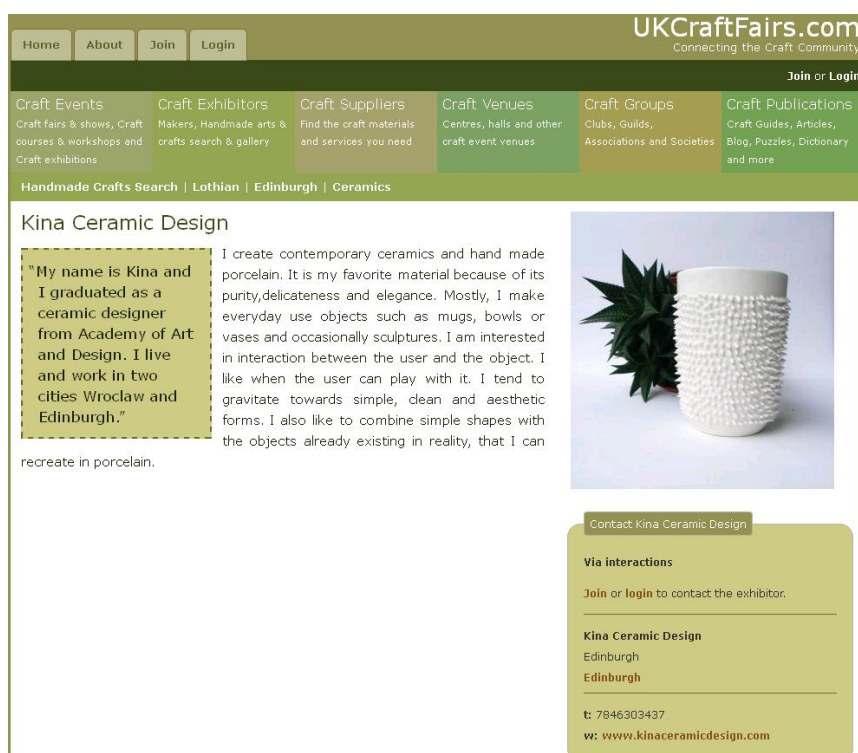 UKCraftFairs.com
Connecting the Craft Community
Home About Join Login
Join or Login
Craft Events
Craft fairs & shows, Craft
courses & workshops and
Craft exhibitions
Craft Exhibitors
Makers, Handmade arts &
crafts search & gallery
Craft Suppliers
Find the craft materials
and services you need
Craft Venues
Centres, halls and other
craft event venues
Craft Groups
Clubs, Guilds,
Associations and Societies
Craft Publications
Craft Guides, Articles,
Blog, Puzzles, Dictionary
and more
Handmade Crafts Search | Lothian | Edinburgh | Ceramics
Kina Ceramic Design
"My name is Kina and
I graduated as a
ceramic designer
from Academy of Art
and Design. I live
and work in two
cities Wroclaw and
Edinburgh."
I create contemporary ceramics and hand made
porcelain. It is my favorite material because of its
purity,delicateness and elegance. Mostly, I make
everyday use objects such as mugs, bowls or
vases and occasionally sculptures. I am interested
in interaction between the user and the object. I
like when the user can play with it. I tend to
gravitate towards simple, clean and aesthetic
forms. I also like to combine simple shapes with
the objects already existing in reality, that I can
recreate in porcelain.
Contact Kina Ceramic Design
Via interactions
Join or login to contact the exhibitor.
Kina Ceramic Design
Edinburgh
Edinburgh
t: 7846303437
w: www.kinaceramicdesign.com